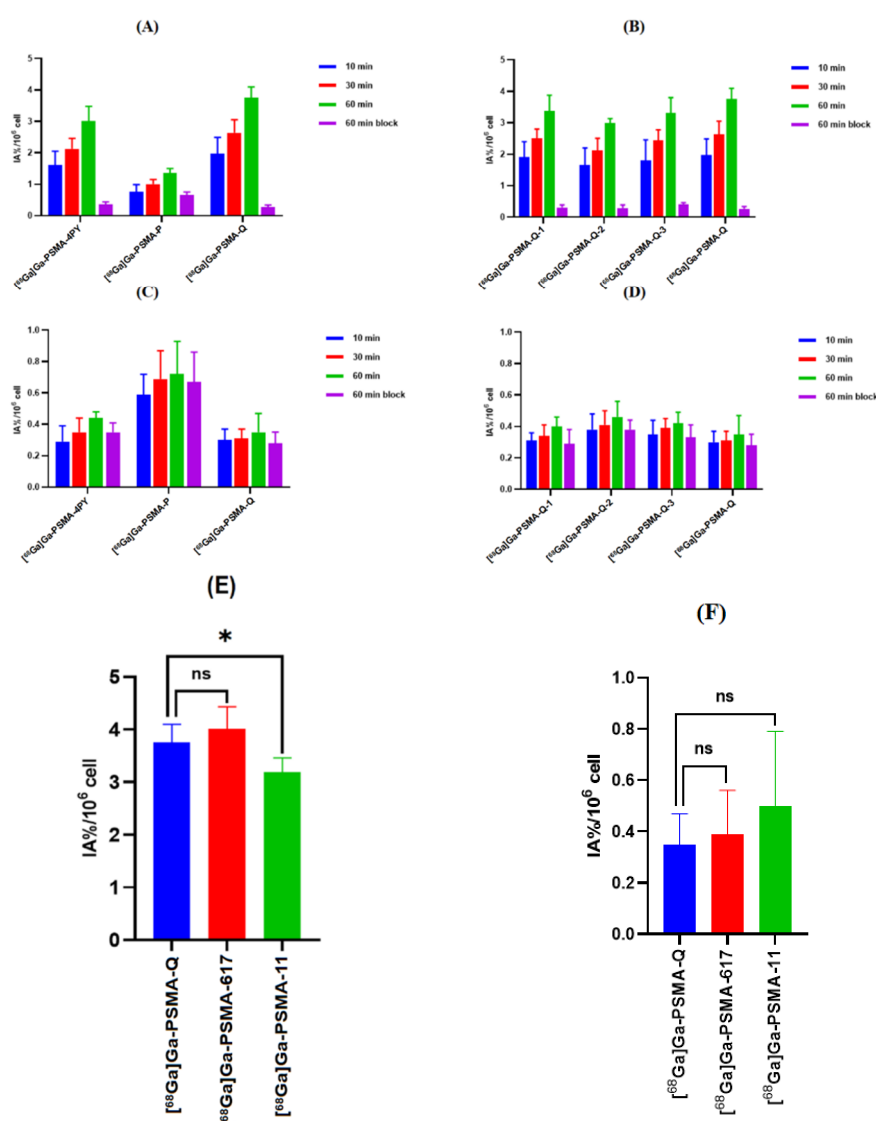 (A)
5
4
3
2
1
0
IA%/10⁶ cell
[⁶⁸Ga]Ga-PSMA-4PY
[⁶⁸Ga]Ga-PSMA-P
[⁶⁸Ga]Ga-PSMA-Q
10 min
30 min
60 min
60 min block
(B)
5
4
3
2
1
0
IA%/10⁶ cell
[⁶⁸Ga]Ga-PSMA-Q-1
[⁶⁸Ga]Ga-PSMA-Q-2
[⁶⁸Ga]Ga-PSMA-Q-3
[⁶⁸Ga]Ga-PSMA-Q
10 min
30 min
60 min
60 min block
(C)
1.0
0.8
0.6
0.4
0.2
0.0
IA%/10⁶ cell
[⁶⁸Ga]Ga-PSMA-4PY
[⁶⁸Ga]Ga-PSMA-P
[⁶⁸Ga]Ga-PSMA-Q
10 min
30 min
60 min
60 min block
(D)
1.0
0.8
0.6
0.4
0.2
0.0
IA%/10⁶ cell
[⁶⁸Ga]Ga-PSMA-Q-1
[⁶⁸Ga]Ga-PSMA-Q-2
[⁶⁸Ga]Ga-PSMA-Q-3
[⁶⁸Ga]Ga-PSMA-Q
10 min
30 min
60 min
60 min block
(E)
*
ns
5
4
3
2
1
0
IA%/10⁶ cell
[⁶⁸Ga]Ga-PSMA-Q
⁶⁸Ga]Ga-PSMA-617
[⁶⁸Ga]Ga-PSMA-11
(F)
ns
ns
1.0
0.8
0.6
0.4
0.2
0.0
IA%/10⁶ cell
[⁶⁸Ga]Ga-PSMA-Q
[⁶⁸Ga]Ga-PSMA-617
[⁶⁸Ga]Ga-PSMA-11